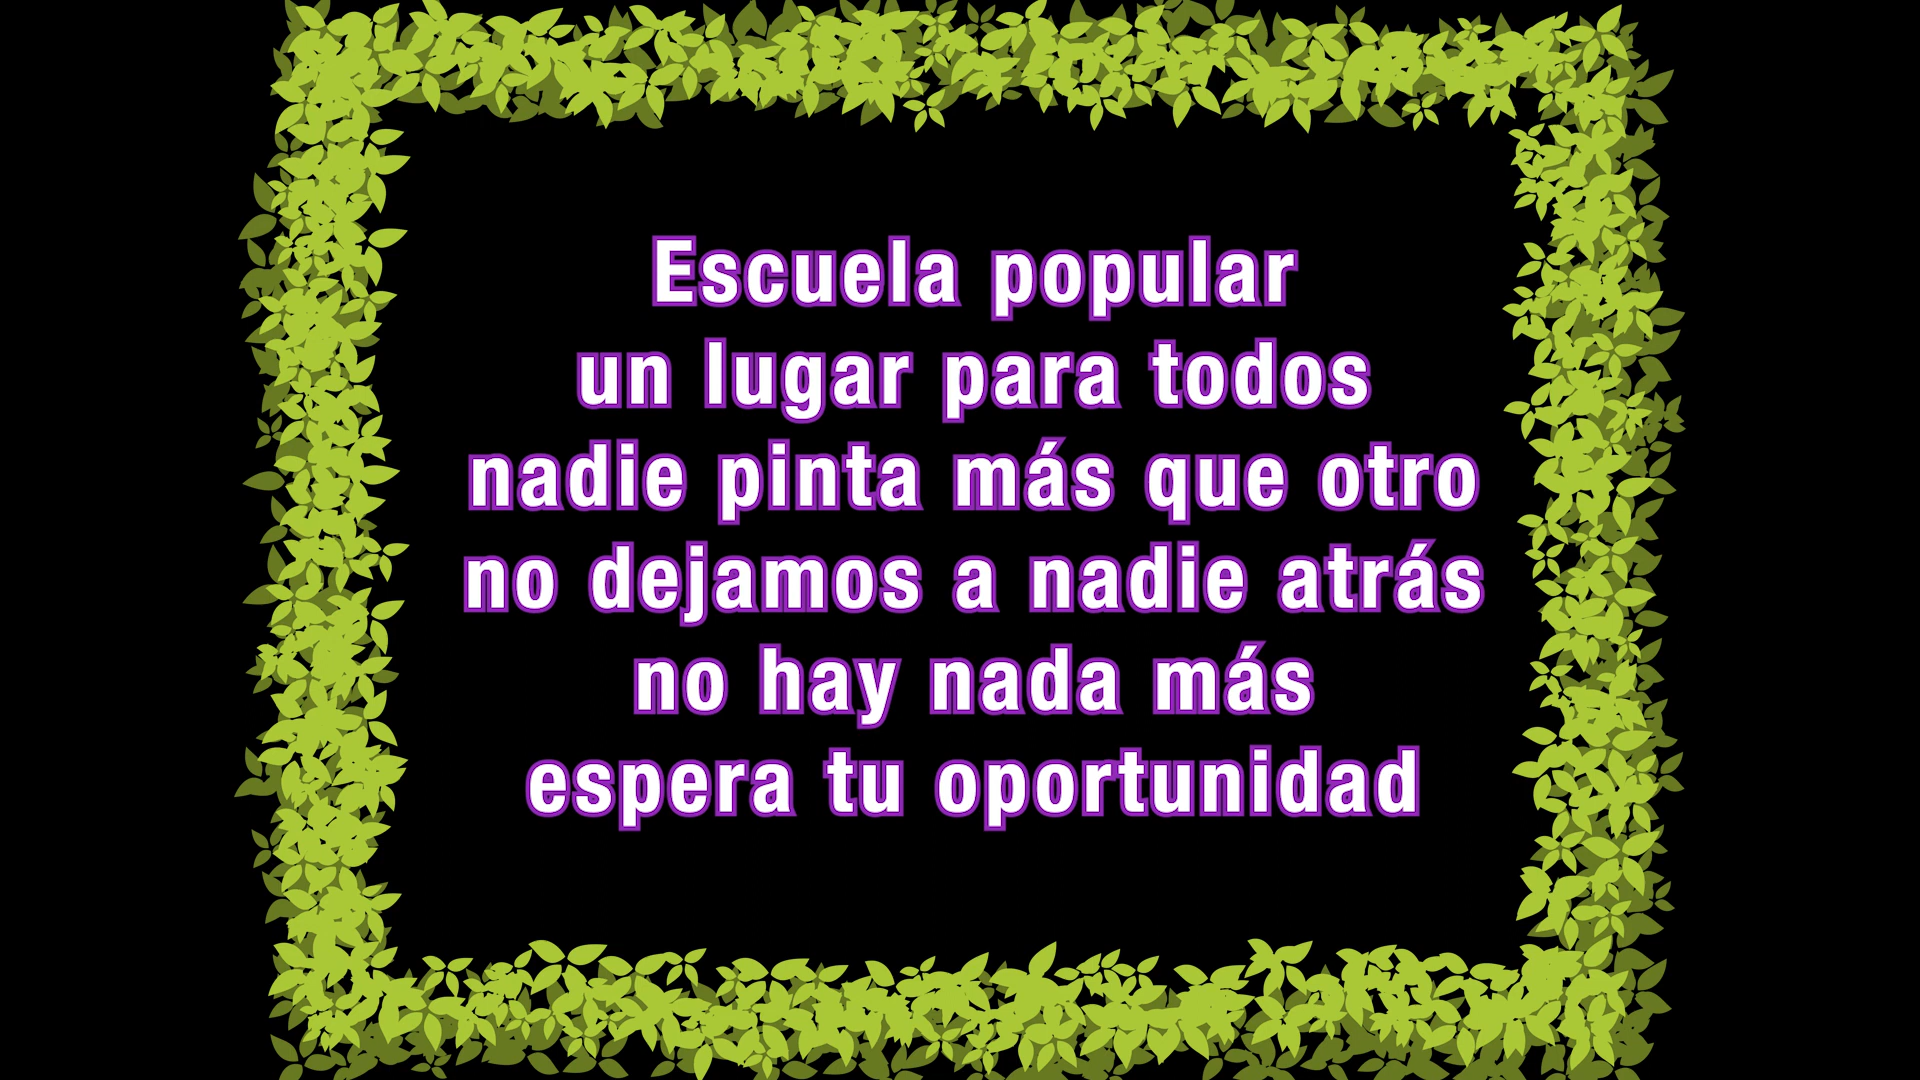 Escuela popular
un lugar para todos
nadie pinta más que otro
no dejamos a nadie atrás
no hay nada más
espera tu oportunidad